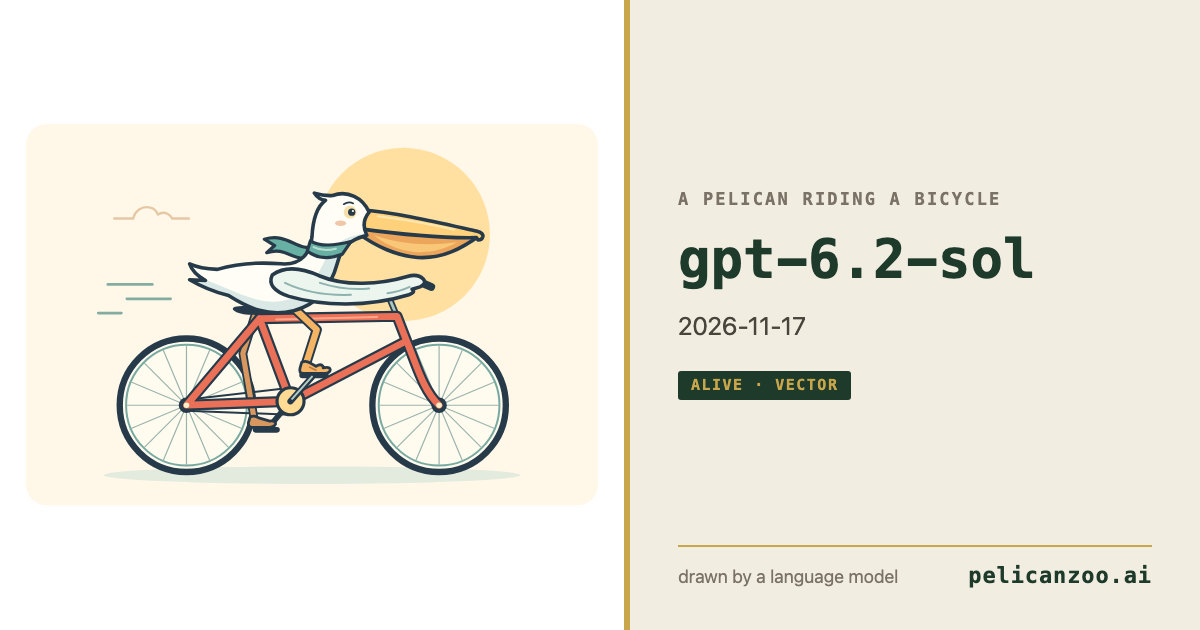 A PELICAN RIDING A BICYCLE
gpt-6.2-sol
2026-11-17
ALIVE · VECTOR
drawn by a language model
pelicanzoo.ai